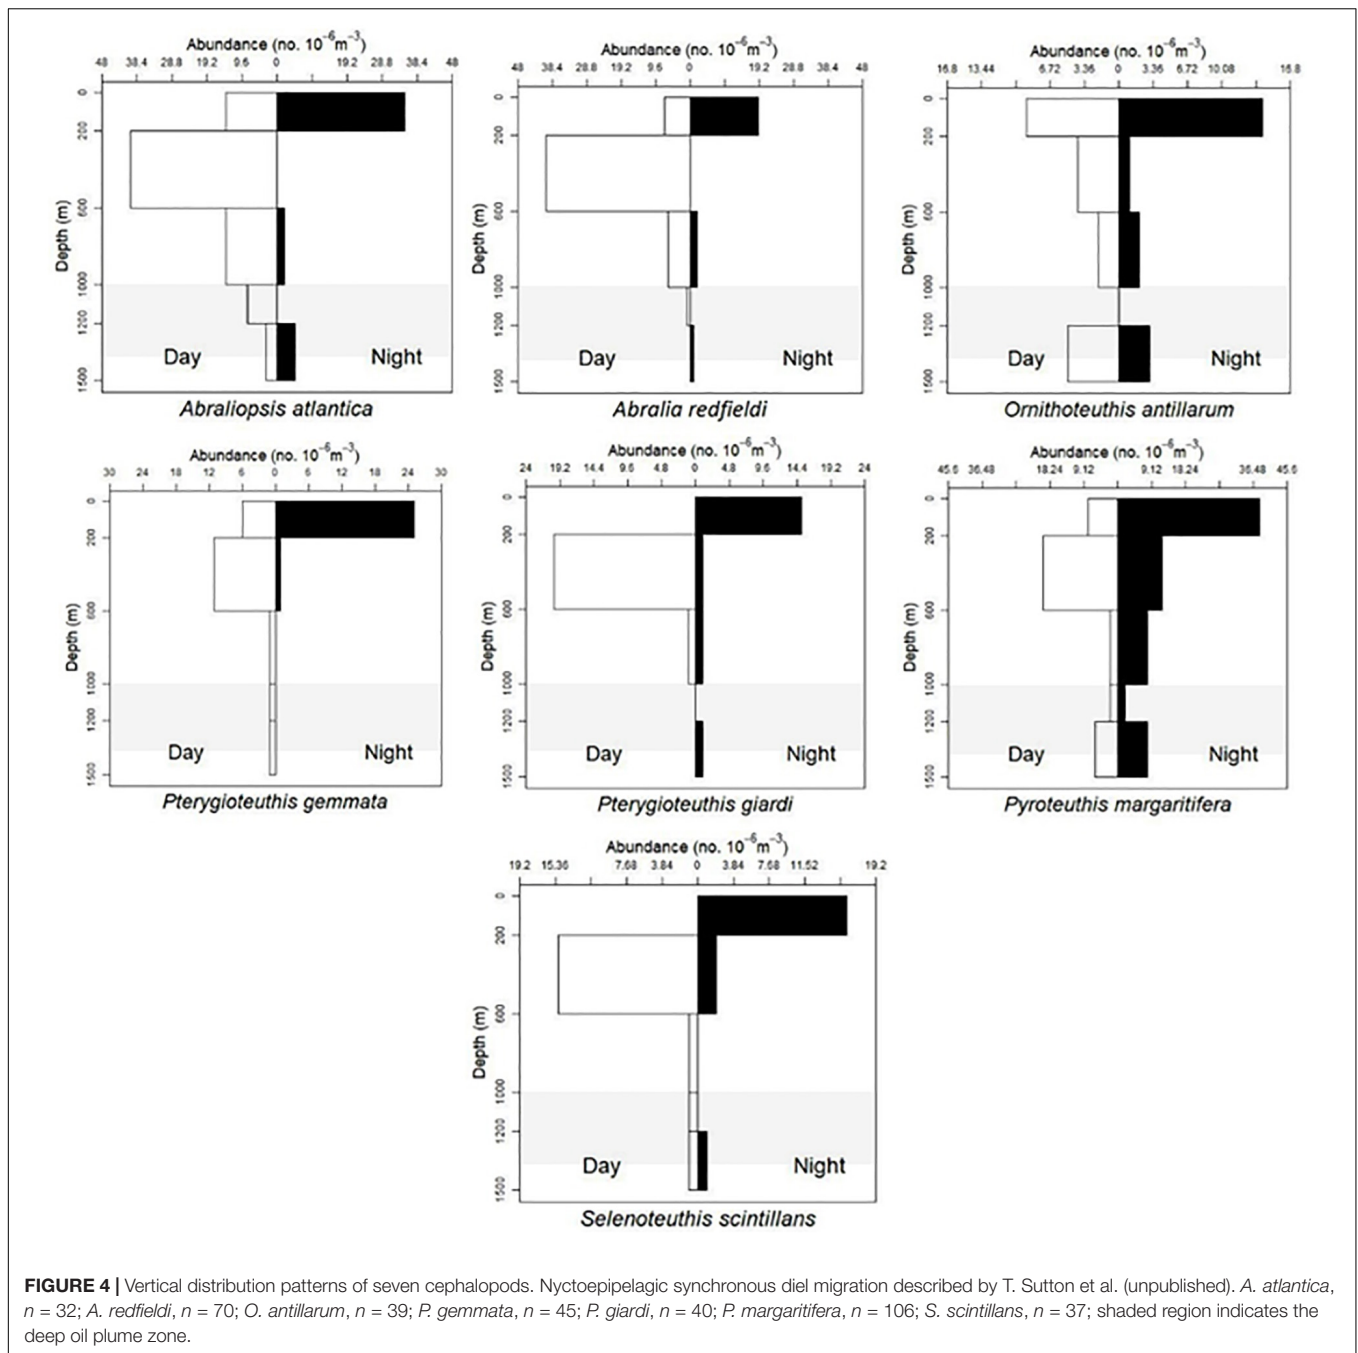 Abundance (no. 10⁻⁶m⁻³)
48 38.4 28.8 19.2 9.6 0 19.2 28.8 38.4 48
Depth (m)
0
200
600
1000
1200
1500
Day Night
Abraliopsis atlantica
Abundance (no. 10⁻⁶m⁻³)
48 38.4 28.8 19.2 9.6 0 19.2 28.8 38.4 48
Depth (m)
0
200
600
1000
1200
1500
Day Night
Abralia redfieldi
Abundance (no. 10⁻⁶m⁻³)
16.8 13.44 6.72 3.36 0 3.36 6.72 10.08 16.8
Depth (m)
0
200
600
1000
1200
1500
Day Night
Ornithoteuthis antillarum
Abundance (no. 10⁻⁶m⁻³)
30 24 18 12 6 0 6 12 18 24 30
Depth (m)
0
200
600
1000
1200
1500
Day Night
Pterygioteuthis gemmata
Abundance (no. 10⁻⁶m⁻³)
24 19.2 14.4 9.6 4.8 0 4.8 9.6 14.4 19.2 24
Depth (m)
0
200
600
1000
1200
1500
Day Night
Pterygioteuthis giardi
Abundance (no. 10⁻⁶m⁻³)
45.6 36.48 18.24 9.12 9.12 18.24 36.48 45.6
Depth (m)
0
200
600
1000
1200
1500
Day Night
Pyroteuthis margaritifera
Abundance (no. 10⁻⁶m⁻³)
19.2 15.36 7.68 3.84 0 3.84 7.68 11.52 19.2
Depth (m)
0
200
600
1000
1200
1500
Day Night
Selenoteuthis scintillans
FIGURE 4 | Vertical distribution patterns of seven cephalopods. Nyctoepipelagic synchronous diel migration described by T. Sutton et al. (unpublished). A. atlantica,
n = 32; A. redfieldi, n = 70; O. antillarum, n = 39; P. gemmata, n = 45; P. giardi, n = 40; P. margaritifera, n = 106; S. scintillans, n = 37; shaded region indicates the
deep oil plume zone.